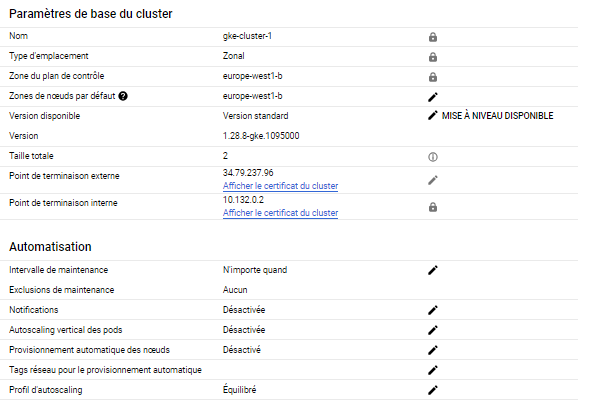 Paramètres de base du cluster
Nom gke-cluster-1
Type d'emplacement Zonal
Zone du plan de contrôle europe-west1-b
Zones de nœuds par défaut europe-west1-b
Version disponible Version standard MISE À NIVEAU DISPONIBLE
Version 1.28.8-gke.1095000
Taille totale 2
Point de terminaison externe 34.79.237.96
Afficher le certificat du cluster
Point de terminaison interne 10.132.0.2
Afficher le certificat du cluster
Automatisation
Intervalle de maintenance N'importe quand
Exclusions de maintenance Aucun
Notifications Désactivée
Autoscaling vertical des pods Désactivée
Provisionnement automatique des nœuds Désactivé
Tags réseau pour le provisionnement automatique
Profil d'autoscaling Équilibré